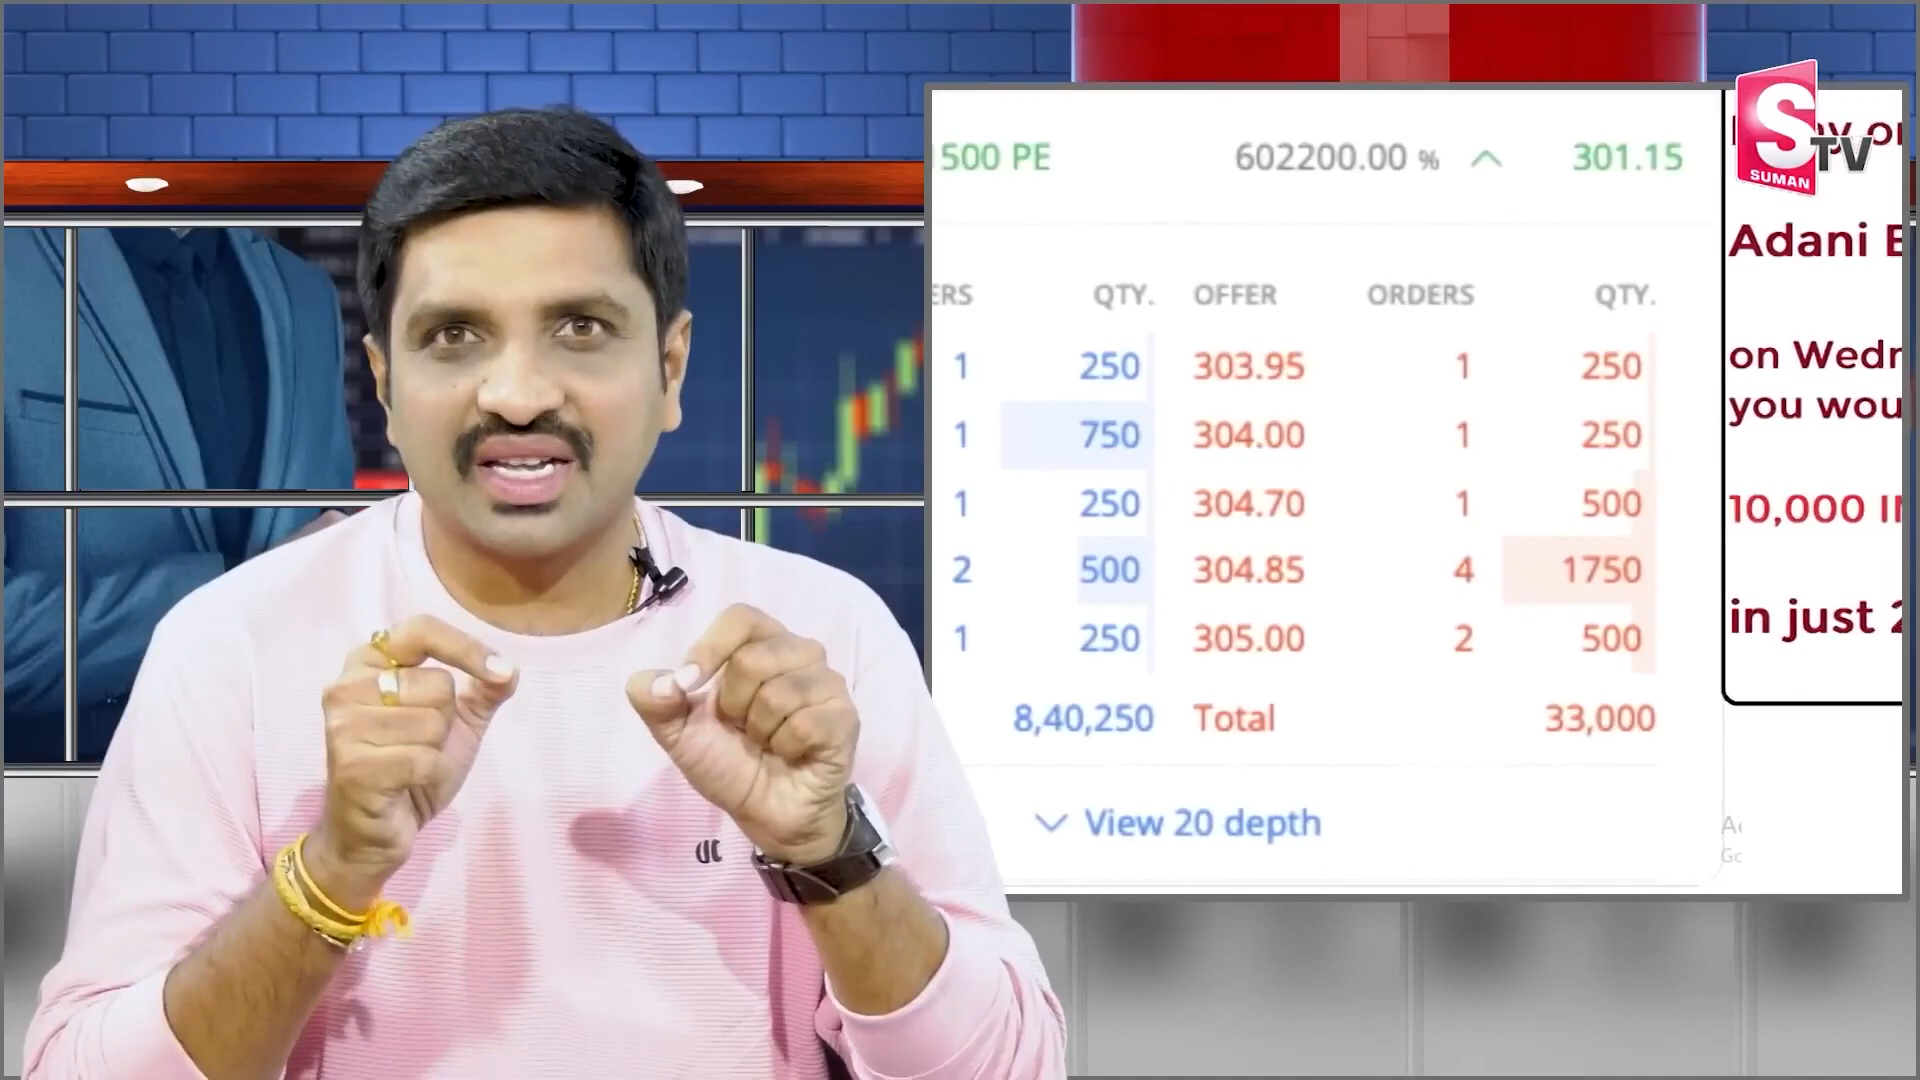 500 PE 602200.00 % 301.15
QTY. OFFER ORDERS QTY.
1 250 303.95 1 250
1 750 304.00 1 250
1 250 304.70 1 500
2 500 304.85 4 1750
1 250 305.00 2 500
8,40,250 Total 33,000
View 20 depth
S TV
SUMAN
Adani
on
you
10,000
in just